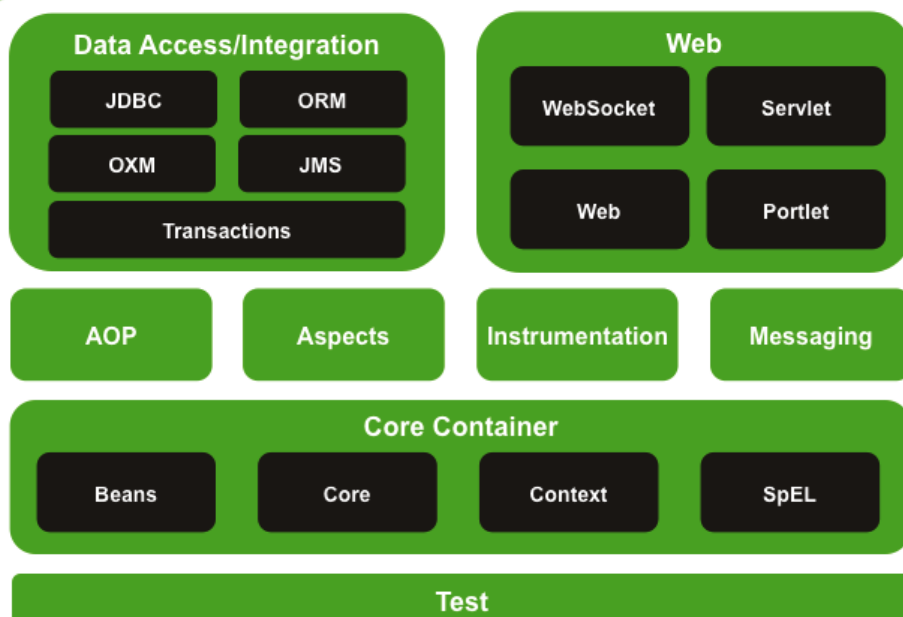 Data Access/Integration
JDBC
ORM
OXM
JMS
Transactions
Web
WebSocket
Servlet
Web
Portlet
AOP
Aspects
Instrumentation
Messaging
Core Container
Beans
Core
Context
SpEL
Test